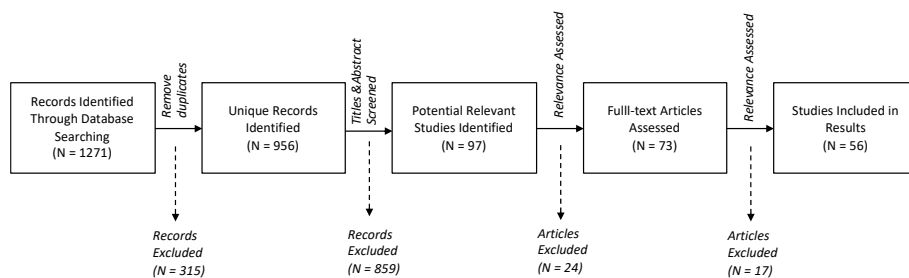 Records Identified
Through Database
Searching
(N = 1271)
Remove
duplicates
Records
Excluded
(N = 315)
Unique Records
Identified
(N = 956)
Titles &Abstract
Screened
Records
Excluded
(N = 859)
Potential Relevant
Studies Identified
(N = 97)
Relevance Assessed
Articles
Excluded
(N = 24)
Fulll-text Articles
Assessed
(N = 73)
Relevance Assessed
Articles
Excluded
(N = 17)
Studies Included in
Results
(N = 56)